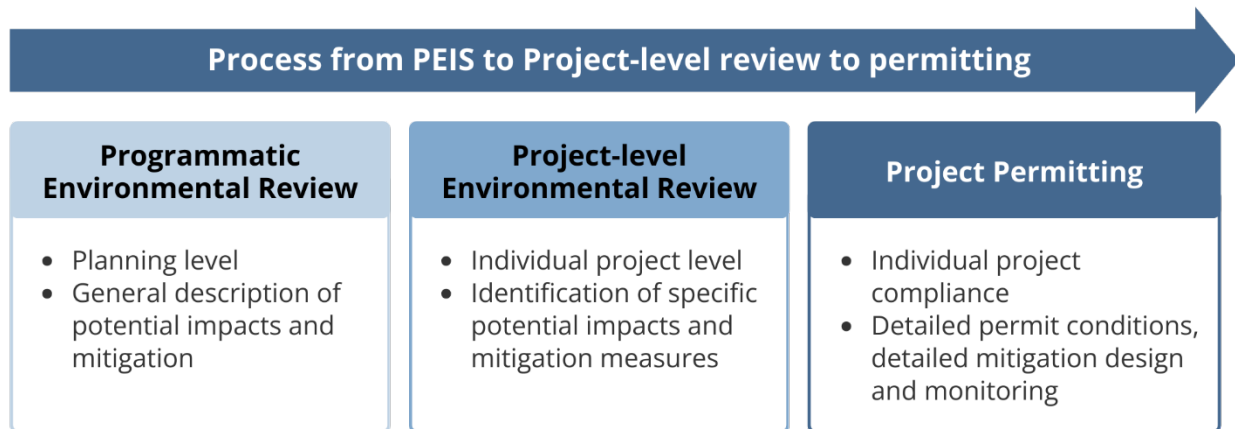 Process from PEIS to Project-level review to permitting
Programmatic
Environmental Review
• Planning level
• General description of
potential impacts and
mitigation
Project-level
Environmental Review
• Individual project level
• Identification of specific
potential impacts and
mitigation measures
Project Permitting
• Individual project
compliance
• Detailed permit conditions,
detailed mitigation design
and monitoring